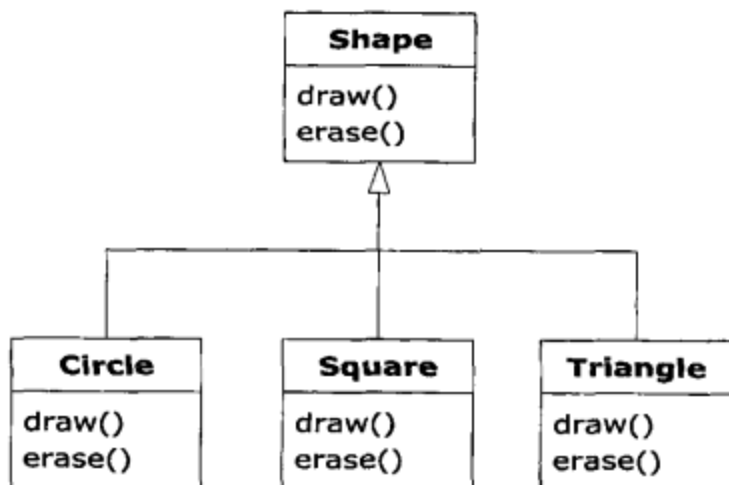 Shape
draw()
erase()
Circle
draw()
erase()
Square
draw()
erase()
Triangle
draw()
erase()